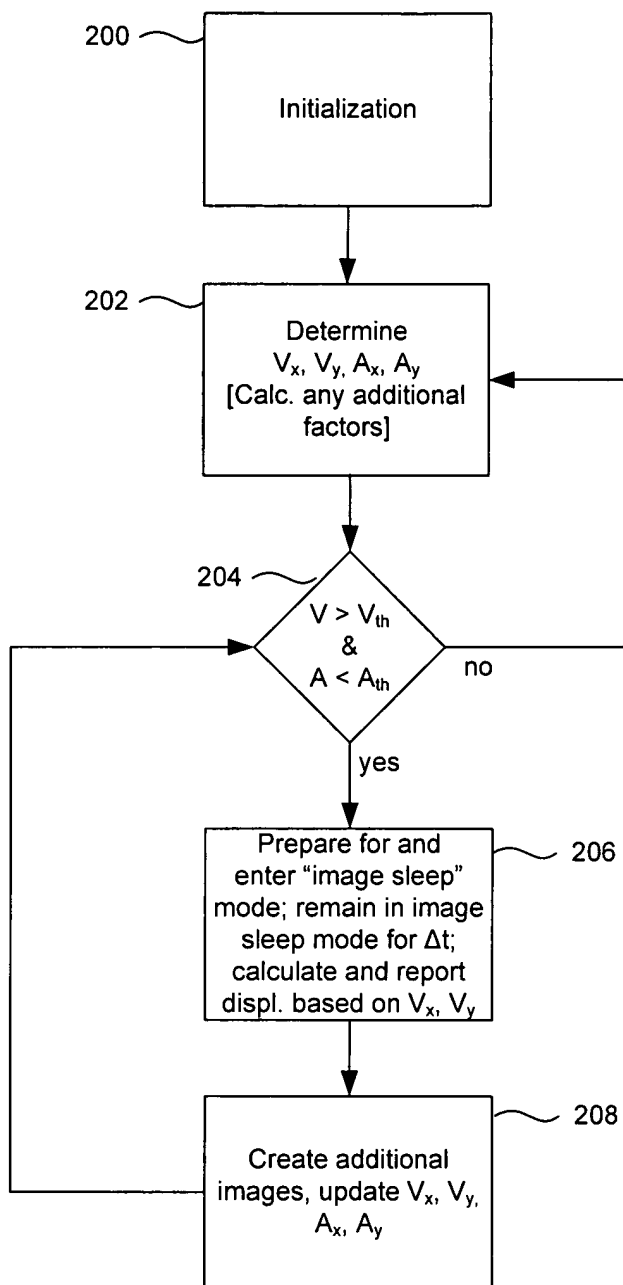 200
Initialization
202
Determine
Vx, Vy, Ax, Ay
[Calc. any additional
factors]
204
V > Vth
&
A < Ath
no
yes
Prepare for and
enter “image sleep”
mode; remain in image
sleep mode for Δt;
calculate and report
displ. based on Vx, Vy
206
208
Create additional
images, update Vx, Vy,
Ax, Ay